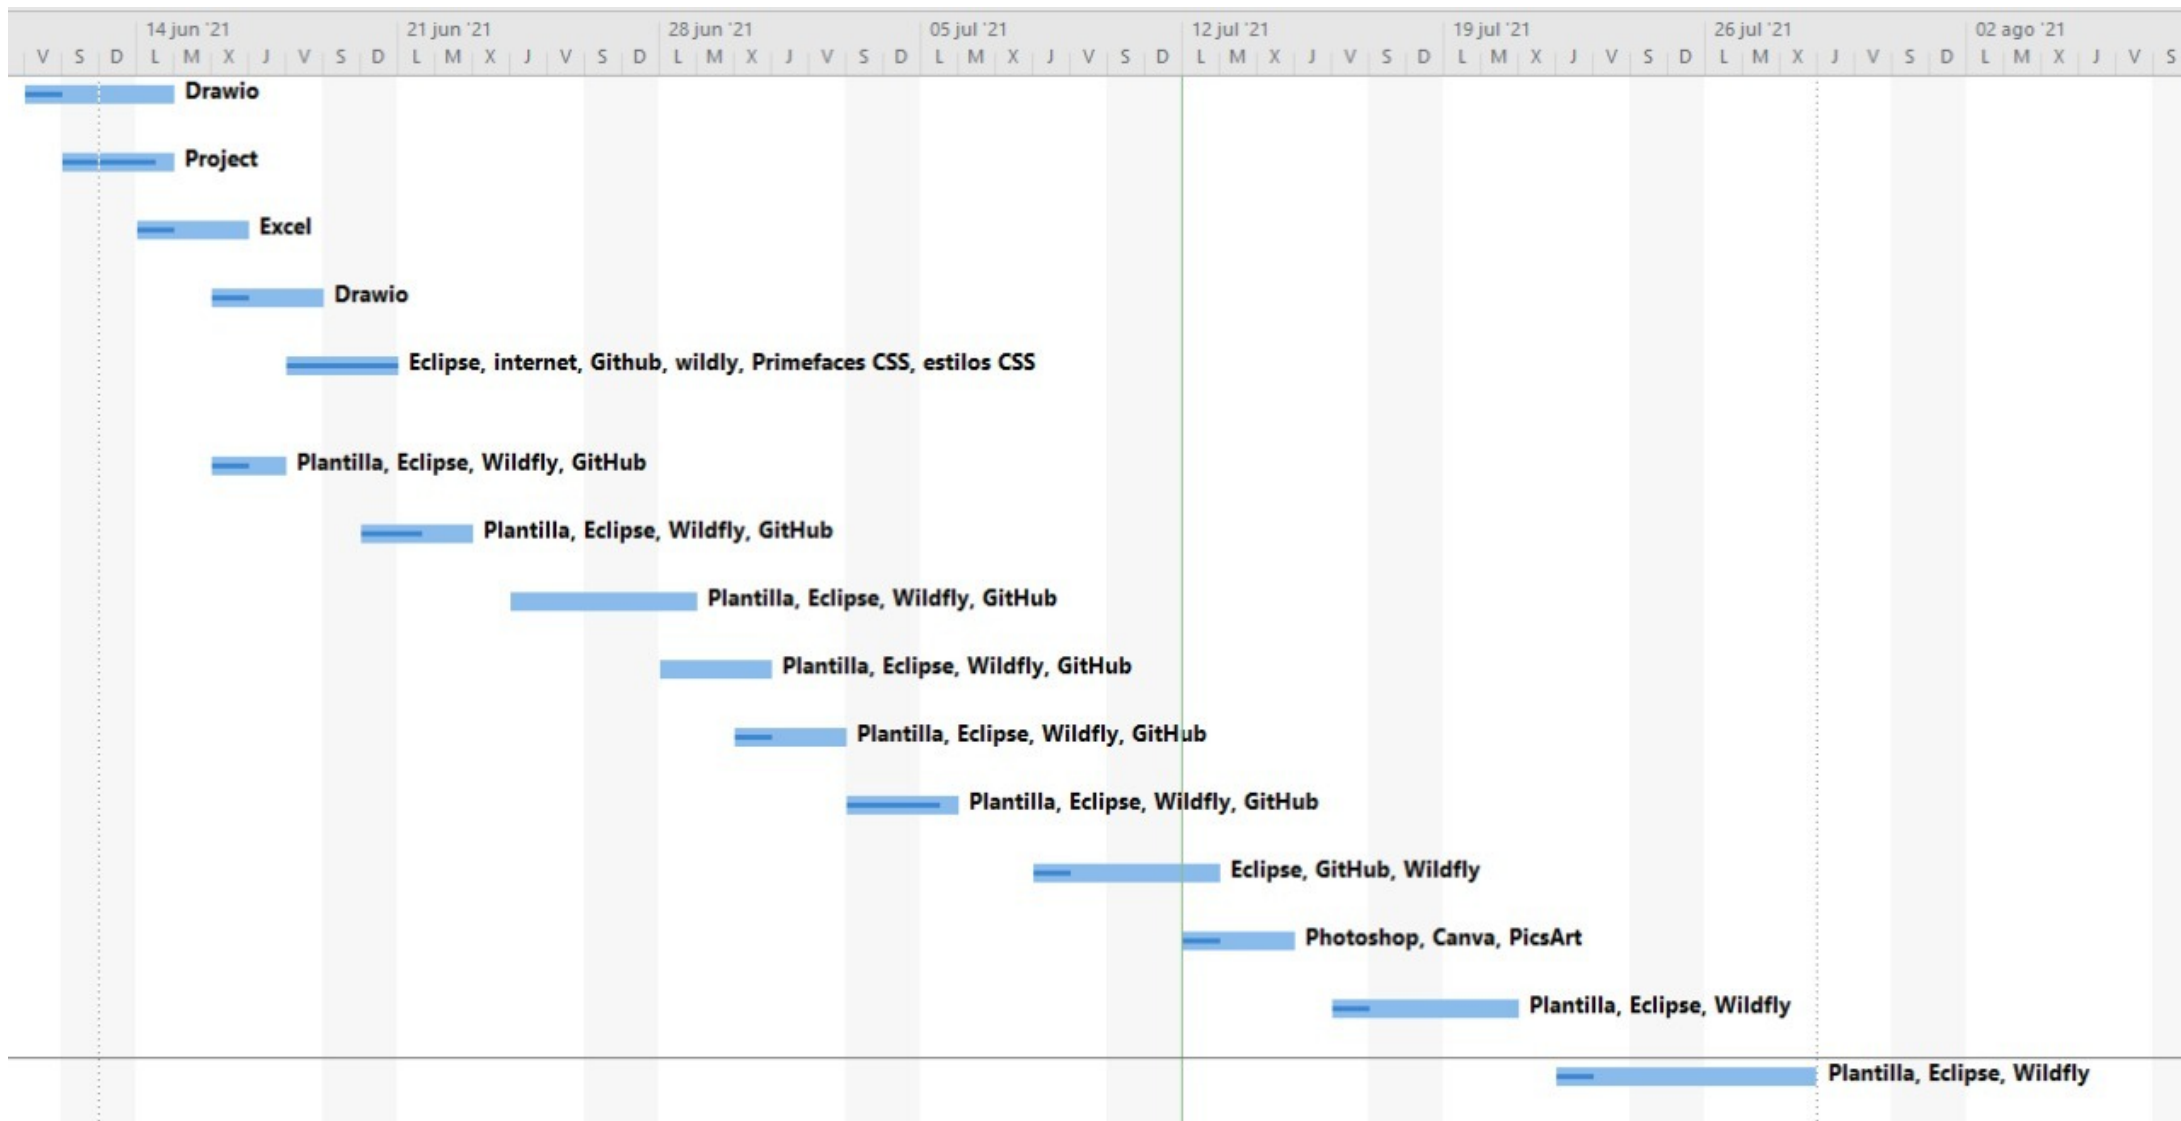 14 jun '21 21 jun '21 28 jun '21 05 jul '21 12 jul '21 19 jul '21 26 jul '21 02 ago '21
V S D L M X J V S D L M X J V S D L M X J V S D L M X J V S D L M X J V S D L M X J V S D L M X J V S D L M X J V S
Drawio
Project
Excel
Drawio
Eclipse, internet, Github, wildly, Primefaces CSS, estilos CSS
Plantilla, Eclipse, Wildfly, GitHub
Plantilla, Eclipse, Wildfly, GitHub
Plantilla, Eclipse, Wildfly, GitHub
Plantilla, Eclipse, Wildfly, GitHub
Plantilla, Eclipse, Wildfly, GitHub
Plantilla, Eclipse, Wildfly, GitHub
Eclipse, GitHub, Wildfly
Photoshop, Canva, PicsArt
Plantilla, Eclipse, Wildfly
Plantilla, Eclipse, Wildfly